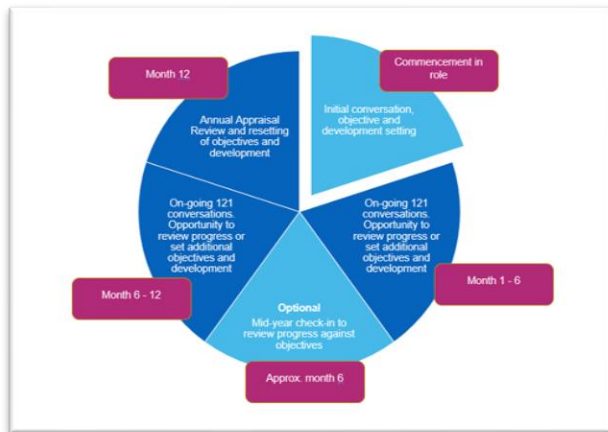 Commencement in
role
Initial conversation,
objective and
development setting
On-going 121
conversations.
Opportunity to
review progress or
set additional
objectives and
development
Month 1 - 6
Optional
Mid-year check-in to
review progress against
objectives
Approx. month 6
On-going 121
conversations.
Opportunity to
review progress or
set additional
objectives and
development
Month 6 - 12
Month 12
Annual Appraisal
Review and resetting
of objectives and
development